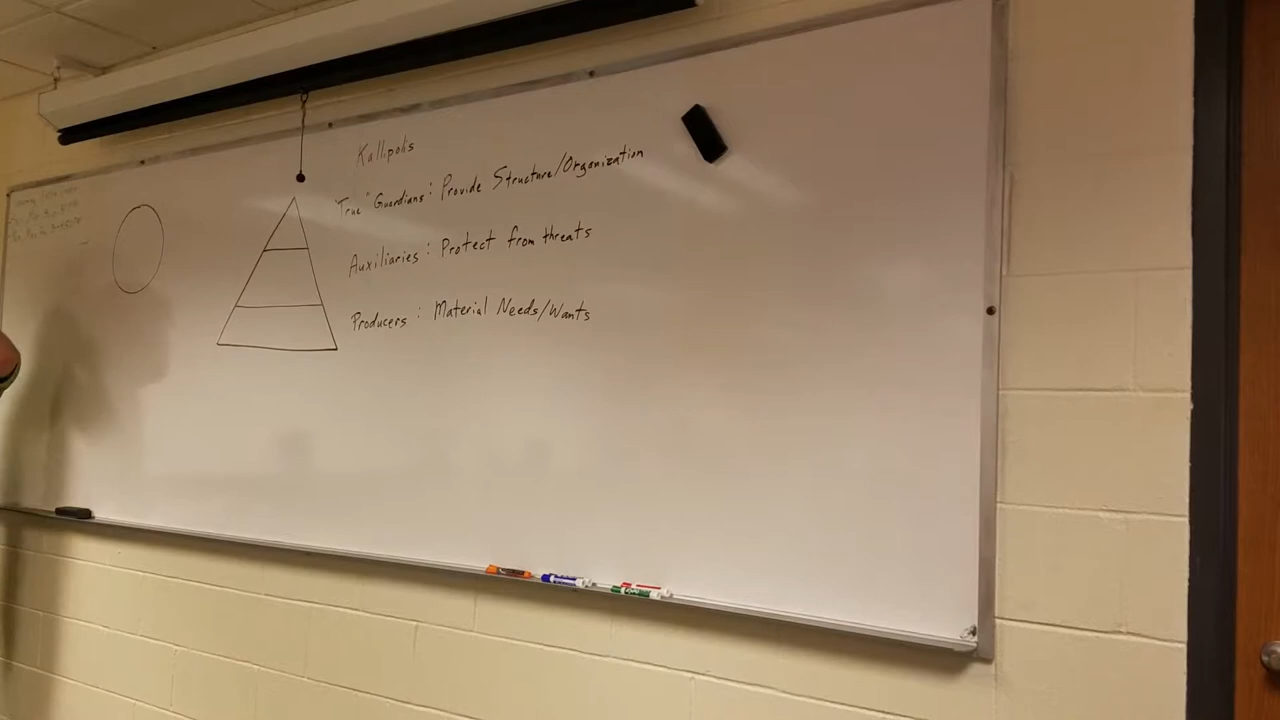 Kallipolis
"True" Guardians: Provide Structure/Organization
Auxiliaries: Protect from threats
Producers: Material Needs/Wants